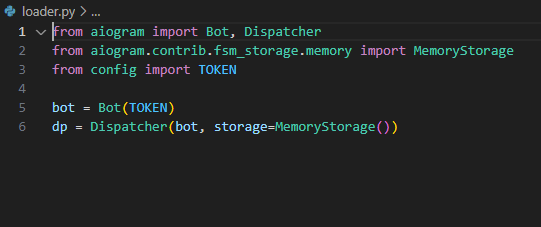 loader.py > ...
1 from aiogram import Bot, Dispatcher
2 from aiogram.contrib.fsm_storage.memory import MemoryStorage
3 from config import TOKEN
4
5 bot = Bot(TOKEN)
6 dp = Dispatcher(bot, storage=MemoryStorage())